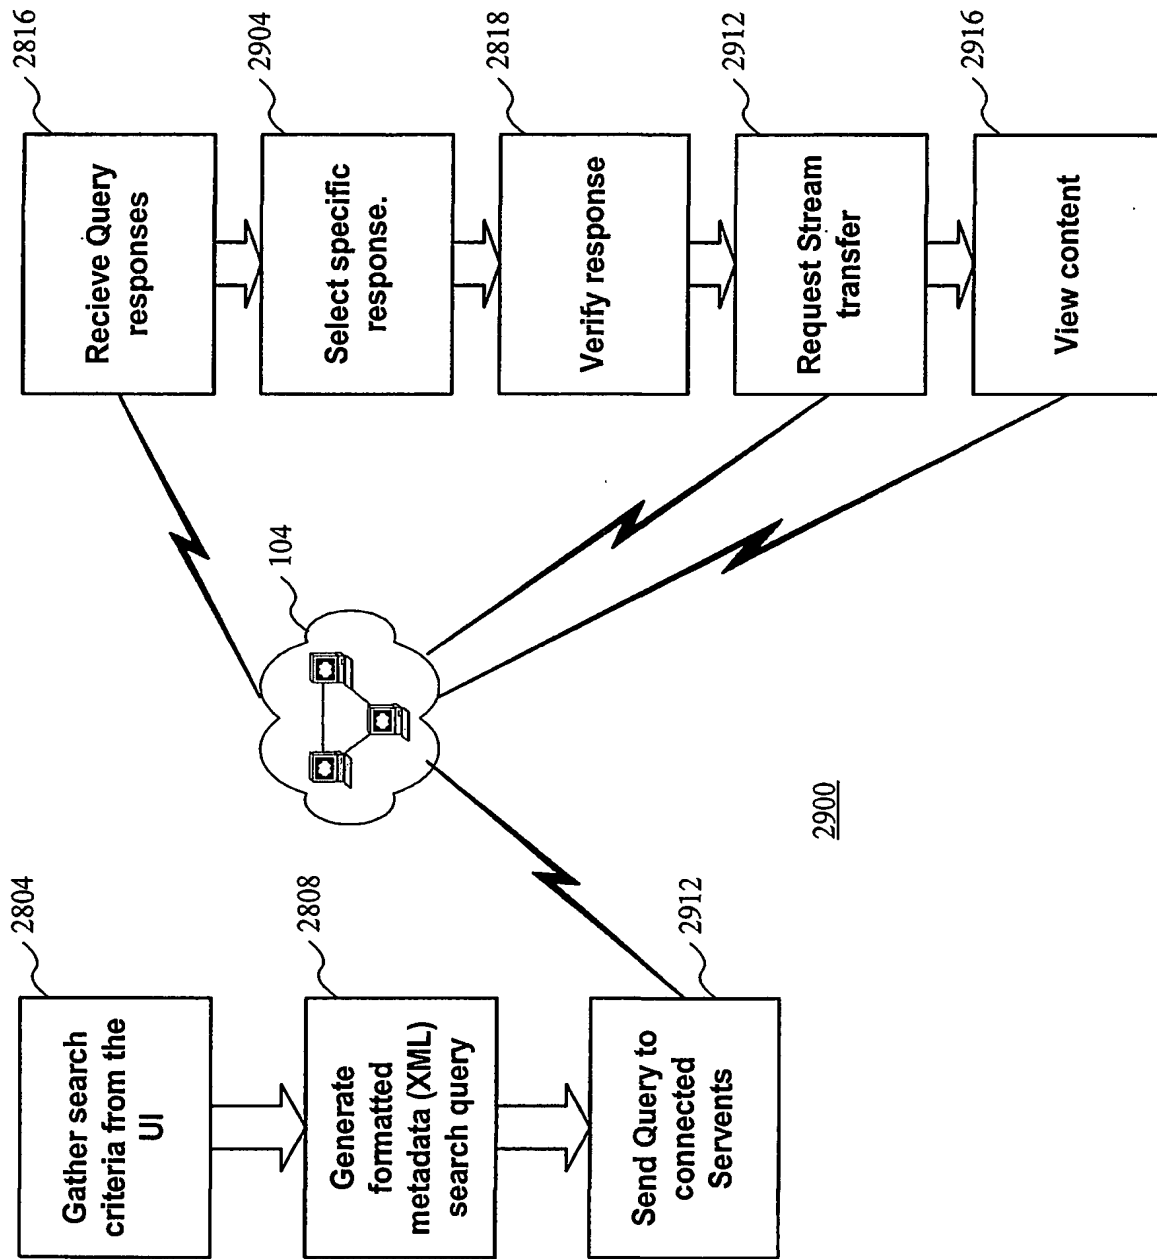 2804
Gather search
criteria from the
UI
2808
Generate
formatted
metadata (XML)
search query
2912
Send Query to
connected
Servents
104
2900
2816
Recieve Query
responses
2904
Select specific
response.
2818
Verify response
2912
Request Stream
transfer
2916
View content